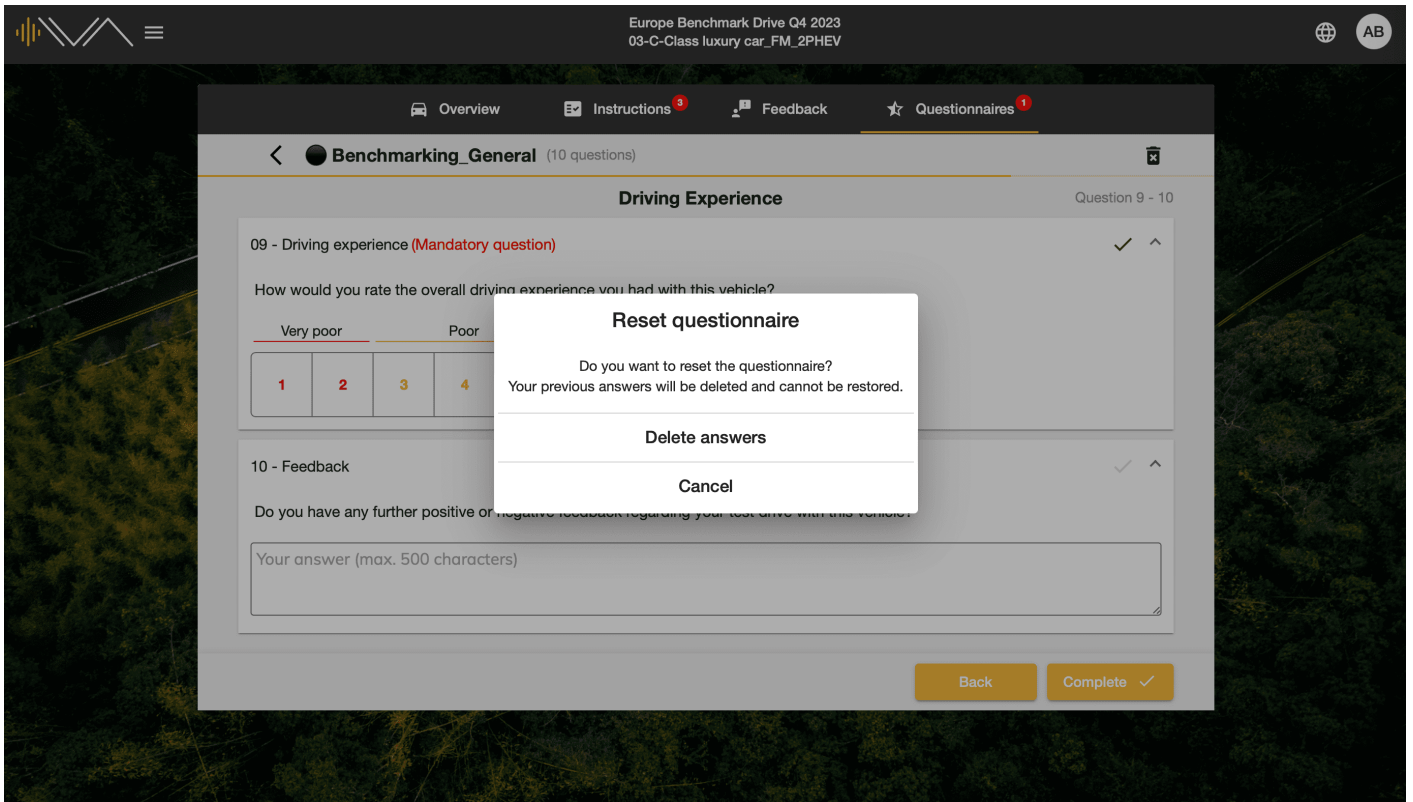 Europe Benchmark Drive Q4 2023
03-C-Class luxury car_FM_2PHEV
AB
Overview
Instructions 3
Feedback
Questionnaires 1
Benchmarking_General (10 questions)
Driving Experience
Question 9 - 10
09 - Driving experience (Mandatory question)
How would you rate the overall driving experience you had with this vehicle?
Very poor
Poor
1 2 3 4
Reset questionnaire
Do you want to reset the questionnaire?
Your previous answers will be deleted and cannot be restored.
Delete answers
Cancel
10 - Feedback
Do you have any further positive or negative feedback regarding your test drive with this vehicle?
Your answer (max. 500 characters)
Back
Complete